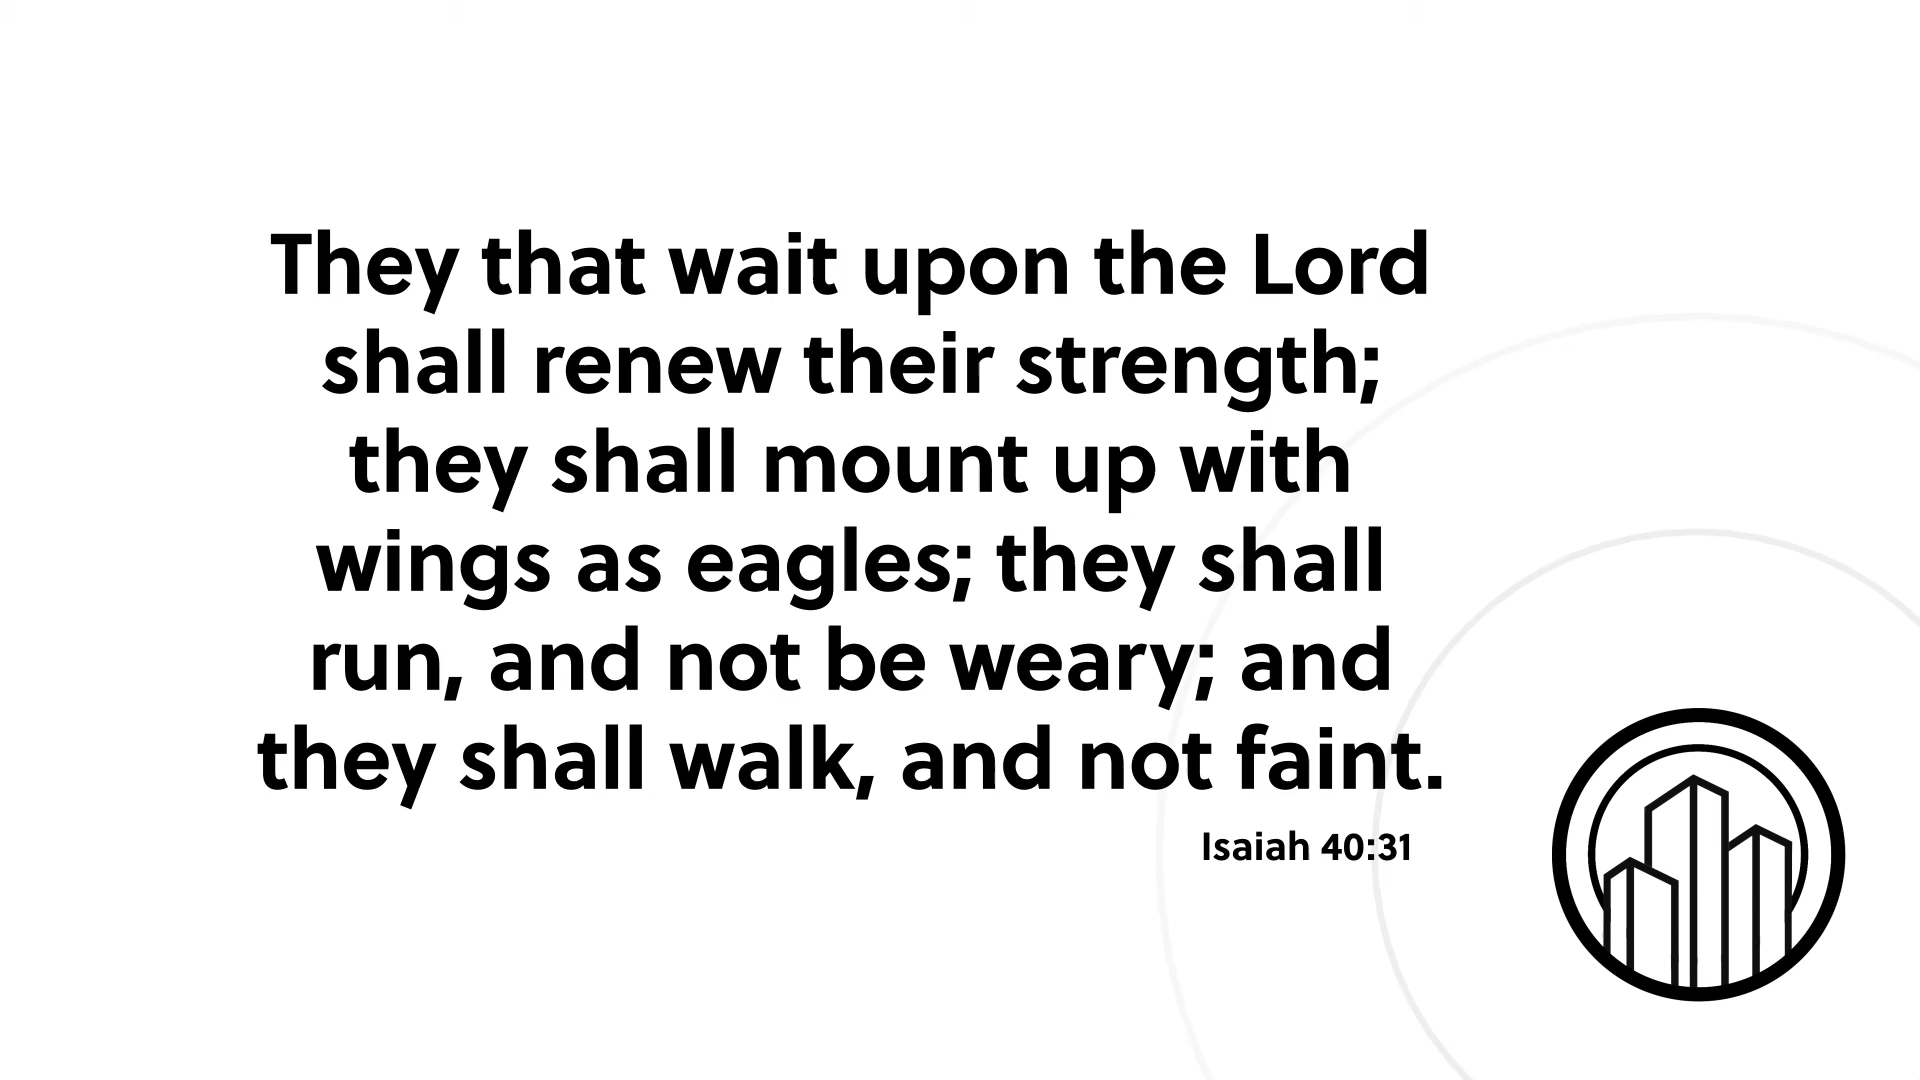 They that wait upon the Lord
shall renew their strength;
they shall mount up with
wings as eagles; they shall
run, and not be weary; and
they shall walk, and not faint.
Isaiah 40:31